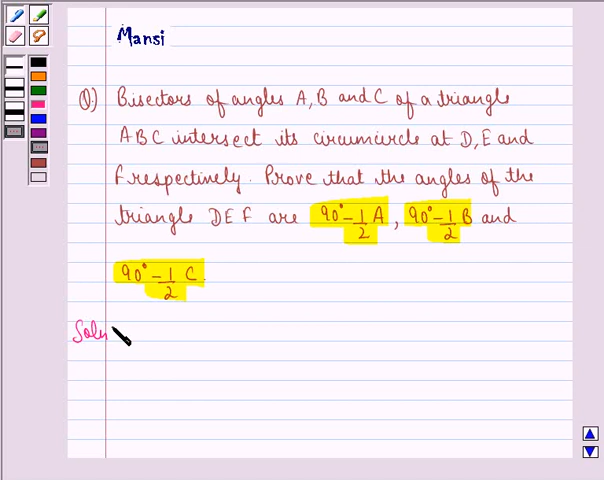 Mansi
Q.) Bisectors of angles A, B and C of a triangle
ABC intersect its circumcircle at D, E and
F respectively. Prove that the angles of the
triangle DEF are 90° - 1/2 A, 90° - 1/2 B and
90° - 1/2 C.
Soln